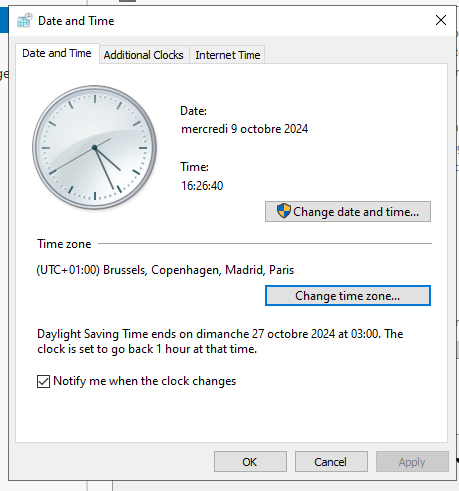 Date and Time
Date and Time
Additional Clocks
Internet Time
Date:
mercredi 9 octobre 2024
Time:
16:26:40
Change date and time...
Time zone
(UTC+01:00) Brussels, Copenhagen, Madrid, Paris
Change time zone...
Daylight Saving Time ends on dimanche 27 octobre 2024 at 03:00. The
clock is set to go back 1 hour at that time.
Notify me when the clock changes
OK
Cancel
Apply